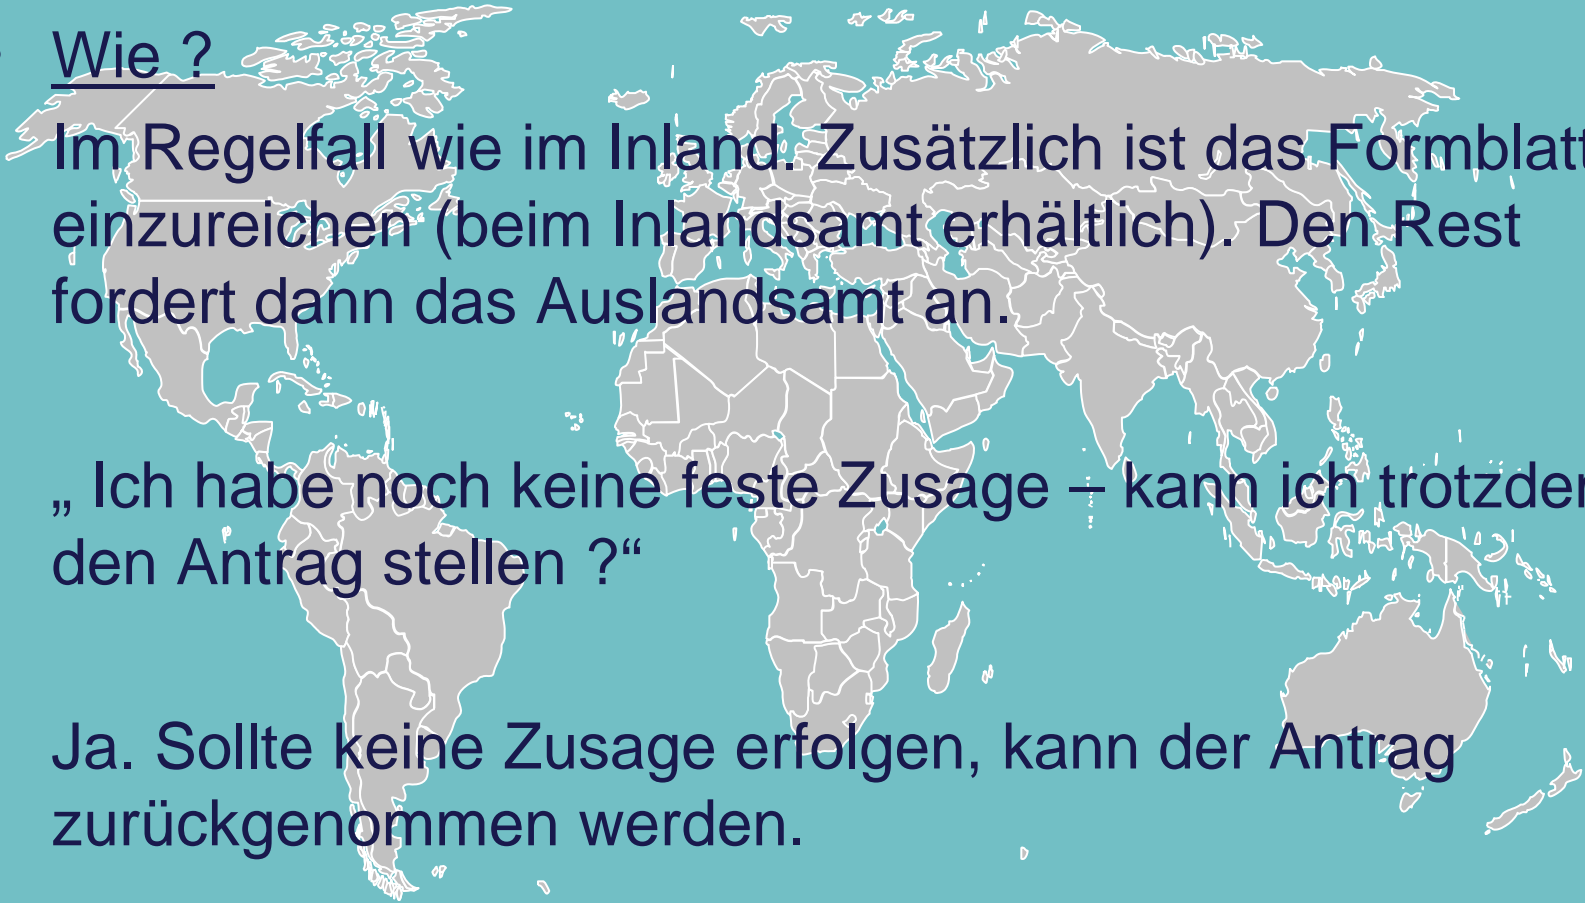 • Wie ?
Im Regelfall wie im Inland. Zusätzlich ist das Formblatt
einzureichen (beim Inlandsamt erhältlich). Den Rest
fordert dann das Auslandsamt an.
„ Ich habe noch keine feste Zusage – kann ich
den Antrag stellen ?“
Ja. Sollte keine Zusage erfolgen, kann der Antrag
zurückgenommen werden.